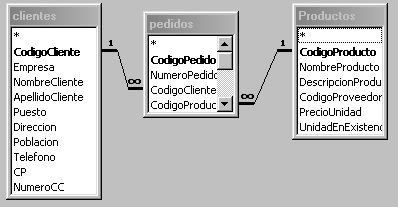 clientes
*
CodigoCliente
Empresa
NombreCliente
ApellidoCliente
Puesto
Direccion
Poblacion
Telefono
CP
NumeroCC
1
∞
pedidos
*
CodigoPedido
NumeroPedido
CodigoCliente
CodigoProduc
∞
1
Productos
*
CodigoProducto
NombreProducto
DescripcionProdu
CodigoProveedor
PrecioUnidad
UnidadEnExistenc